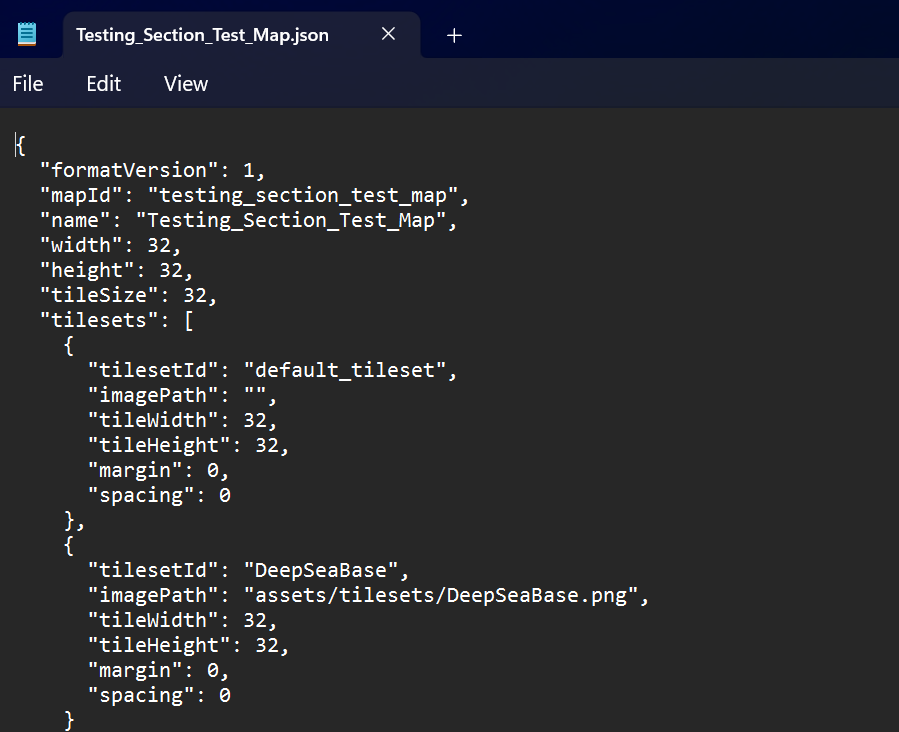 Testing_Section_Test_Map.json
File Edit View
{
  "formatVersion": 1,
  "mapId": "testing_section_test_map",
  "name": "Testing_Section_Test_Map",
  "width": 32,
  "height": 32,
  "tileSize": 32,
  "tilesets": [
    {
      "tilesetId": "default_tileset",
      "imagePath": "",
      "tileWidth": 32,
      "tileHeight": 32,
      "margin": 0,
      "spacing": 0
    },
    {
      "tilesetId": "DeepSeaBase",
      "imagePath": "assets/tilesets/DeepSeaBase.png",
      "tileWidth": 32,
      "tileHeight": 32,
      "margin": 0,
      "spacing": 0
    }